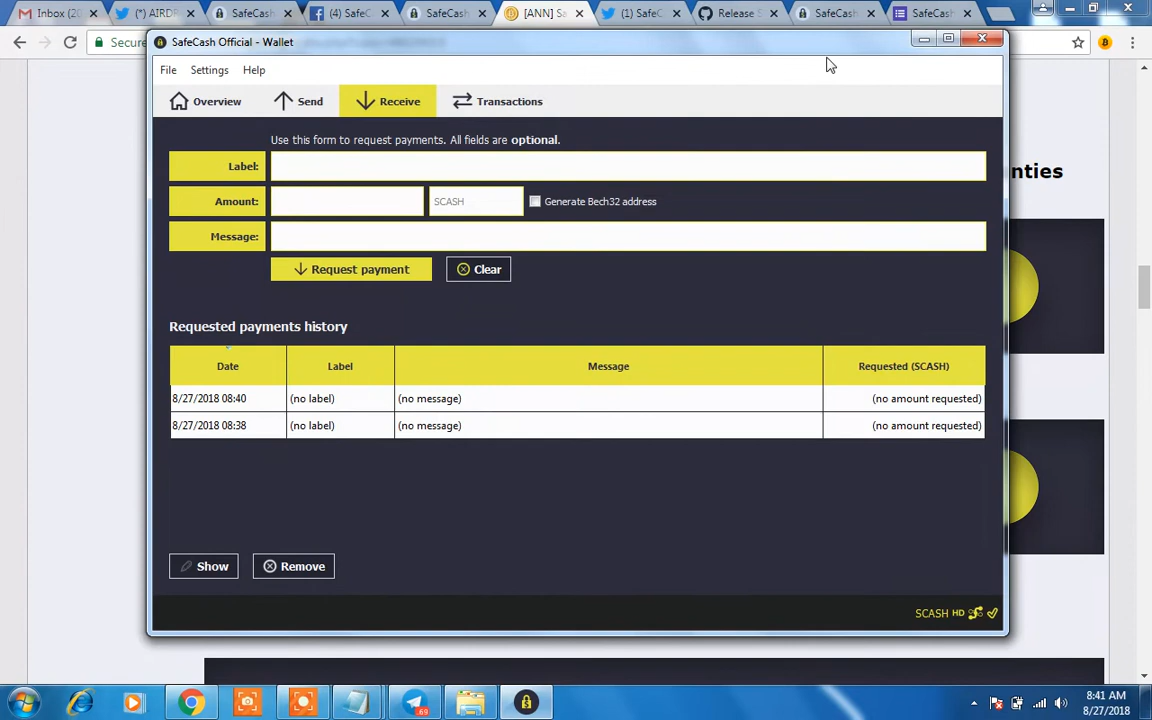 Inbox (20
(*) AIRDR
SafeCash
(4) SafeC
SafeCash
[ANN] Sa
(1) SafeC
Release S
SafeCash
SafeCash
Secure
SafeCash Official - Wallet
File Settings Help
Overview Send Receive Transactions
Use this form to request payments. All fields are optional.
Label:
Amount: SCASH Generate Bech32 address
Message:
Request payment Clear
nties
Requested payments history
Date Label Message Requested (SCASH)
8/27/2018 08:40 (no label) (no message) (no amount requested)
8/27/2018 08:38 (no label) (no message) (no amount requested)
Show Remove
SCASH HD
69
8:41 AM
8/27/2018